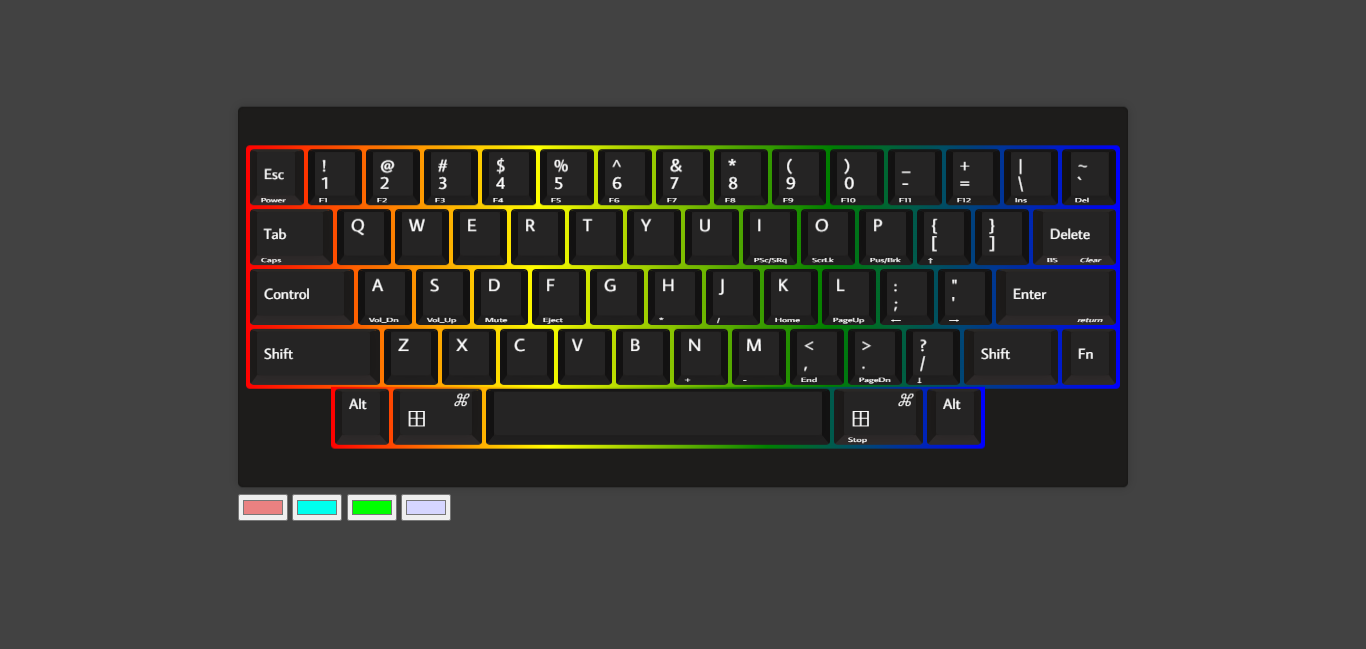 Esc ! @ # $ % ^ & * ( ) _ + | ~
1 2 3 4 5 6 7 8 9 0 - = \ `
Power F1 F2 F3 F4 F5 F6 F7 F8 F9 F10 F11 F12 Ins Del
Tab Q W E R T Y U I O P { } Delete
[ ]
Caps PSc/SRq ScrLk Pus/Brk ↑ BS Clear
Control A S D F G H J K L : " Enter
; '
Vol_Dn Vol_Up Mute Eject * / Home PageUp ← → return
Shift Z X C V B N M < > ? Shift Fn
, . /
+ - End PageDn ↓
Alt ⌘ ⌘ Alt
Stop